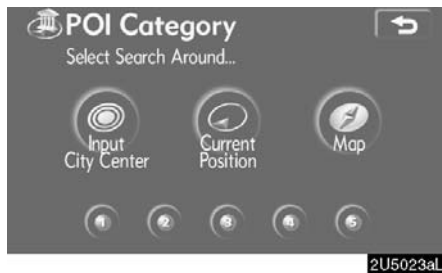 POI Category
Select Search Around...
Input
City Center
Current
Position
Map
1 2 3 4 5
2U5023aL